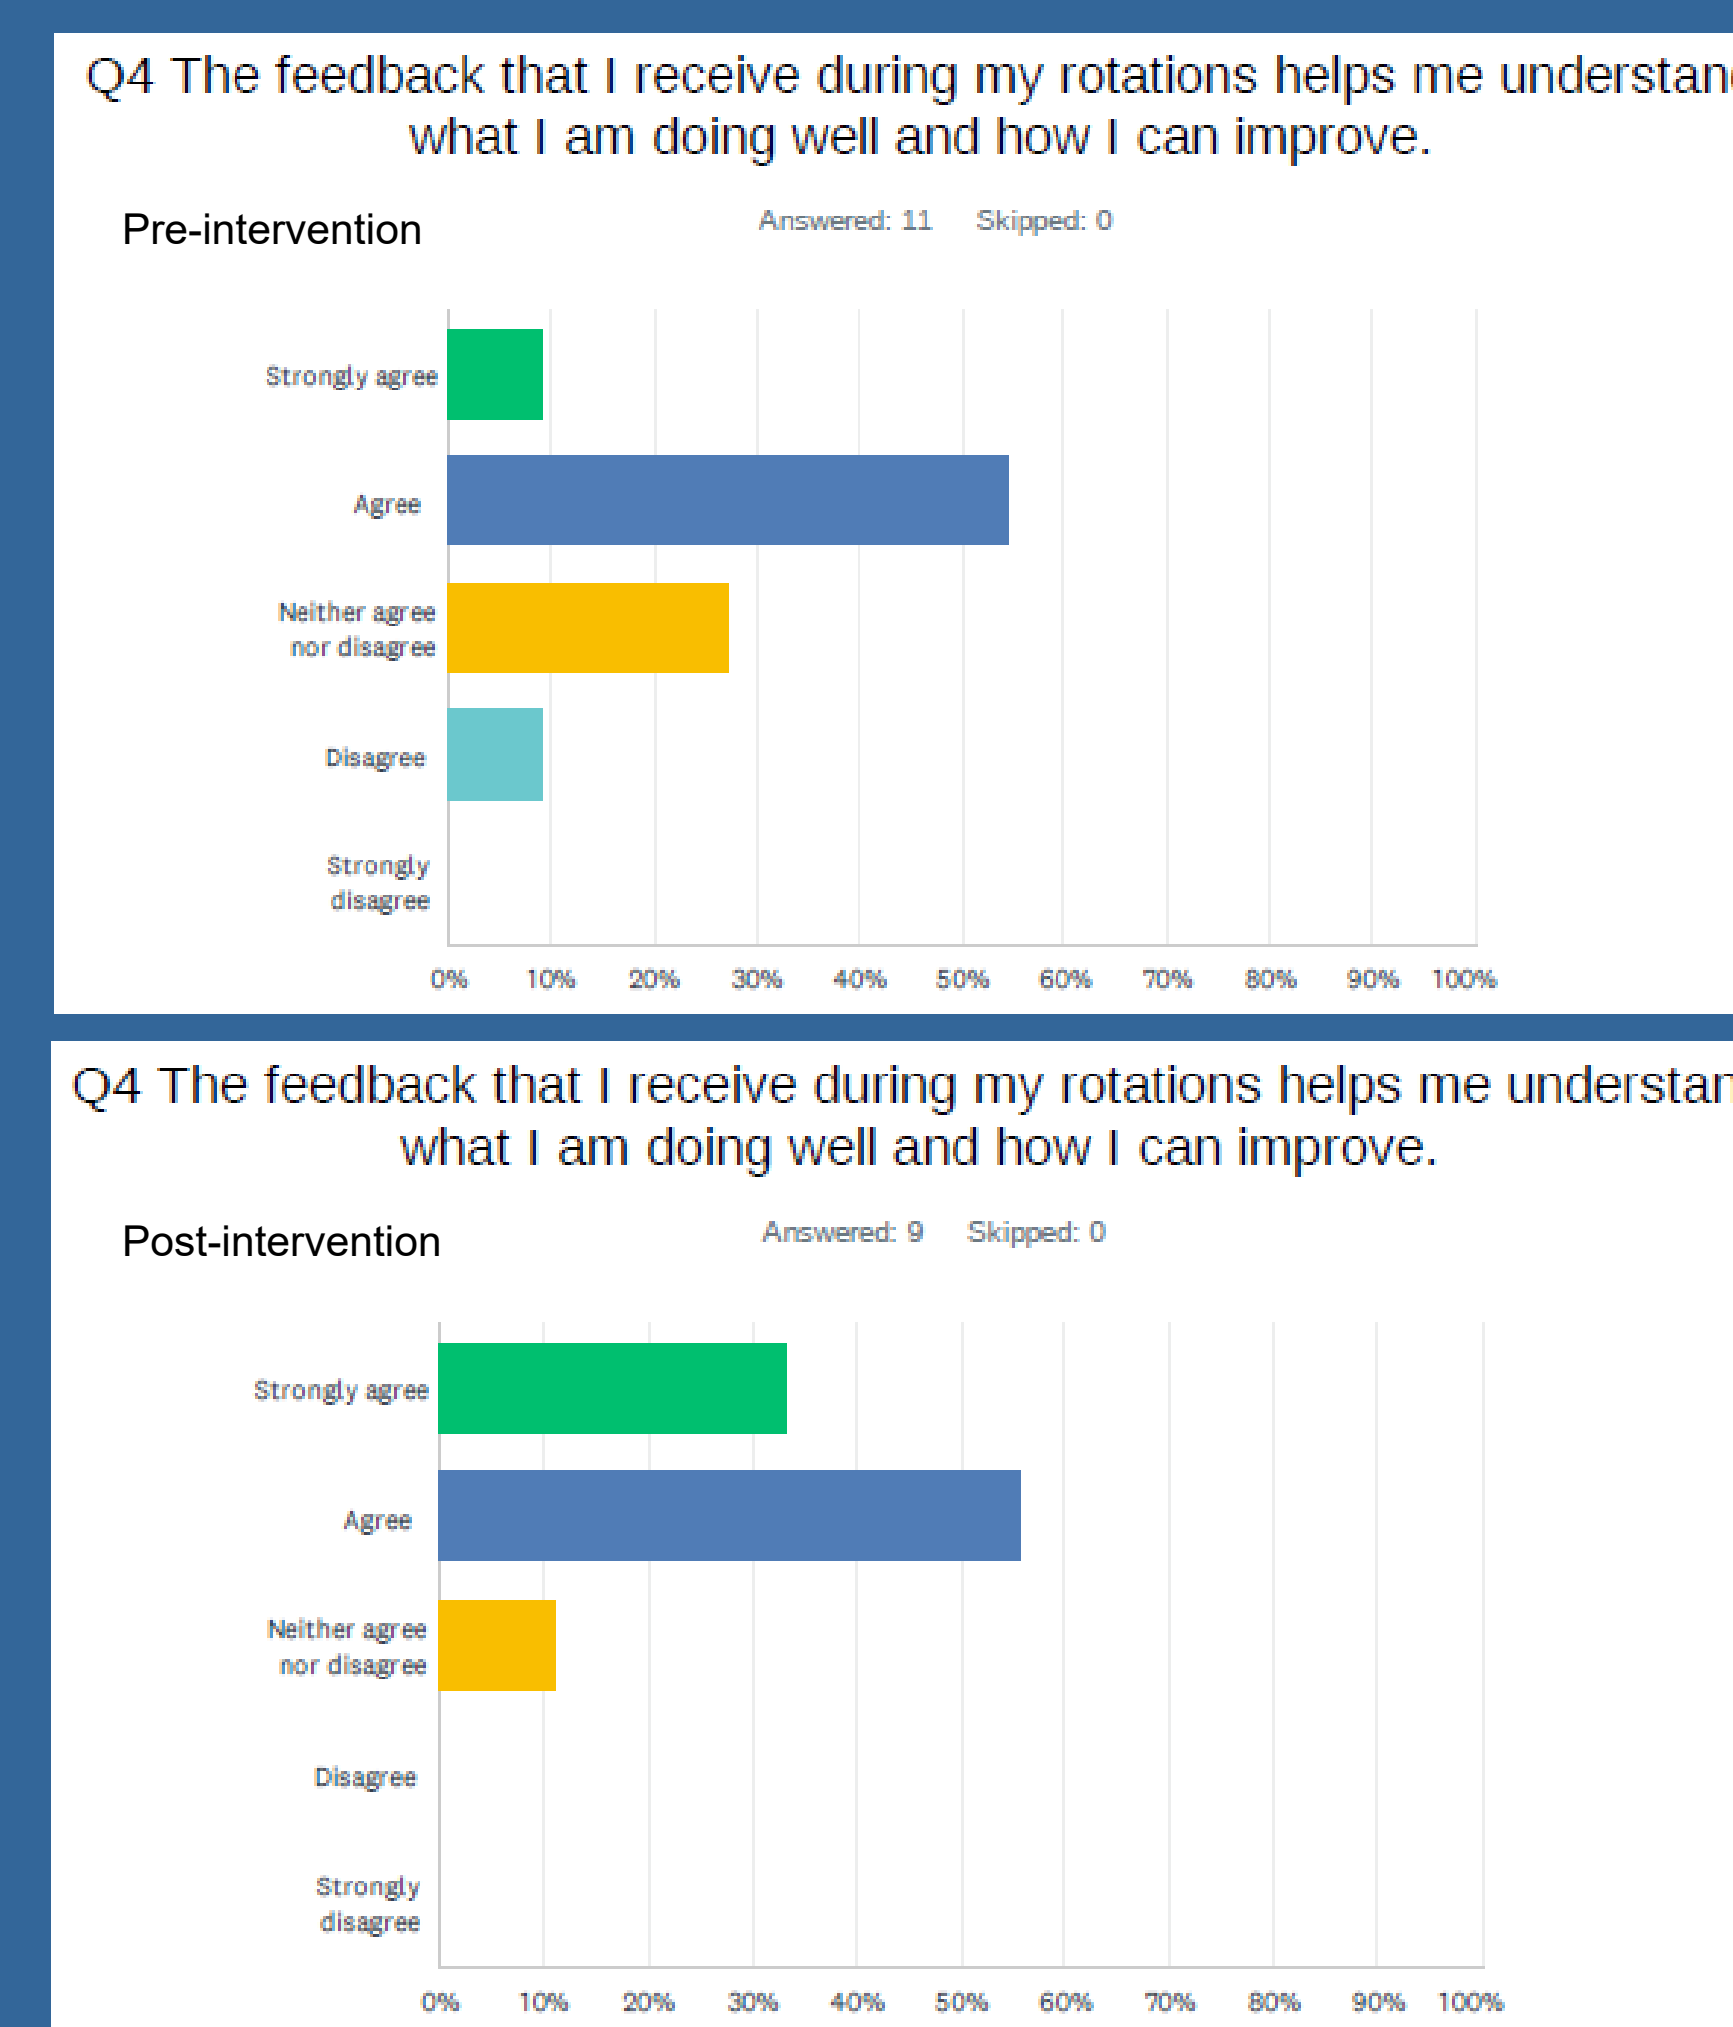 Q4 The feedback that I receive during my rotations helps me understand
what I am doing well and how I can improve.
Pre-intervention
Answered: 11 Skipped: 0
Strongly agree
Agree
Neither agree
nor disagree
Disagree
Strongly
disagree
0% 10% 20% 30% 40% 50% 60% 70% 80% 90% 100%
Q4 The feedback that I receive during my rotations helps me understan
what I am doing well and how I can improve.
Post-intervention
Answered: 9 Skipped: 0
Strongly agree
Agree
Neither agree
nor disagree
Disagree
Strongly
disagree
0% 10% 20% 30% 40% 50% 60% 70% 80% 90% 100%